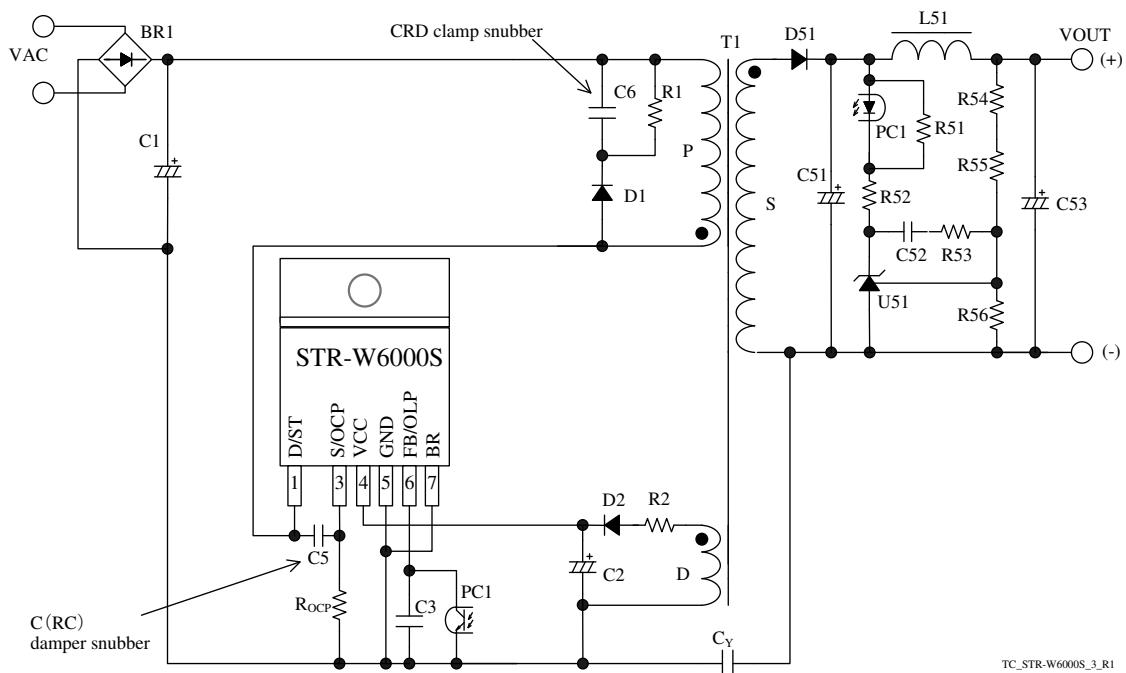 CRD clamp snubber
L51
BR1
T1
D51
VOUT
VAC
(+)
C6
R1
R54
PC1
R51
C1
P
R55
C51
R52
D1
S
C53
C52
R53
U51
R56
STR-W6000S
(-)
D/ST
S/OCP
VCC
GND
FB/OLP
BR
1
3
4
5
6
7
D2
R2
C5
C2
D
PC1
ROCP
C3
C(RC)
damper snubber
CY
TC_STR-W6000S_3_R1